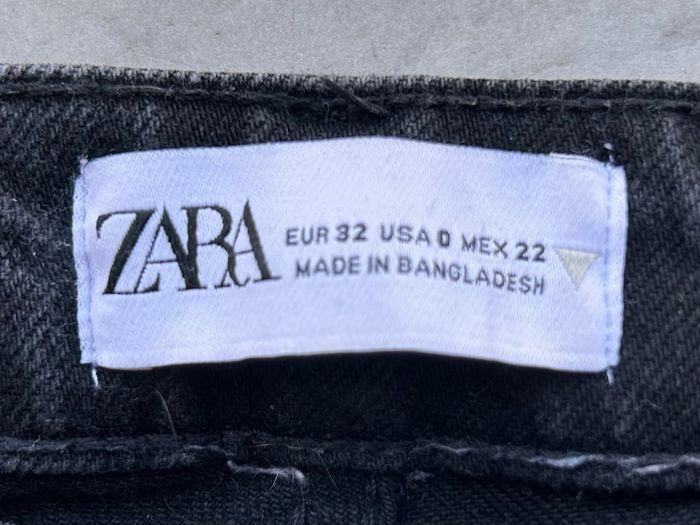 ZARA
EUR 32 USA 0 MEX 22
MADE IN BANGLADESH